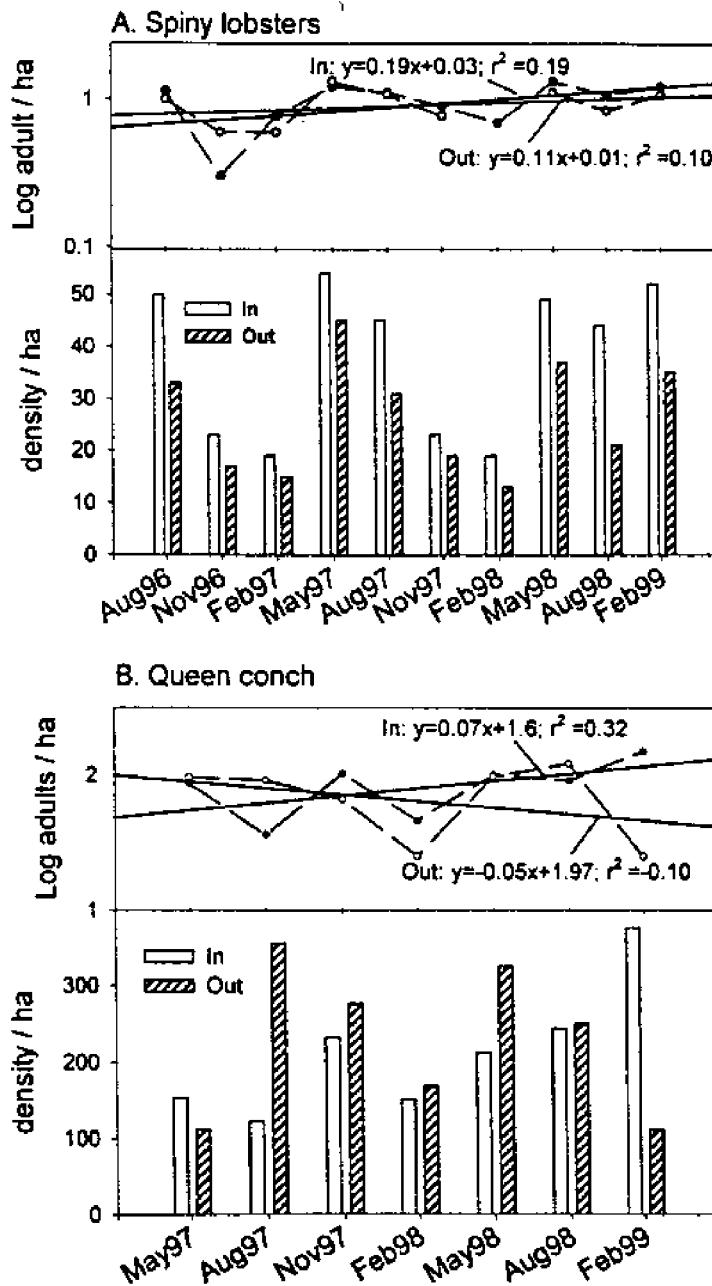 A. Spiny lobsters
In: y=0.19x+0.03; r² =0.19
Out: y=0.11x+0.01; r² =0.10
Log adult / ha
1
0.1
In
Out
density / ha
50
40
30
20
10
0
Aug96
Nov96
Feb97
May97
Aug97
Nov97
Feb98
May98
Aug98
Feb99
B. Queen conch
In: y=0.07x+1.6; r² =0.32
Out: y=-0.05x+1.97; r² =-0.10
Log adults / ha
2
1
In
Out
density / ha
300
200
100
0
May97
Aug97
Nov97
Feb98
May98
Aug98
Feb99